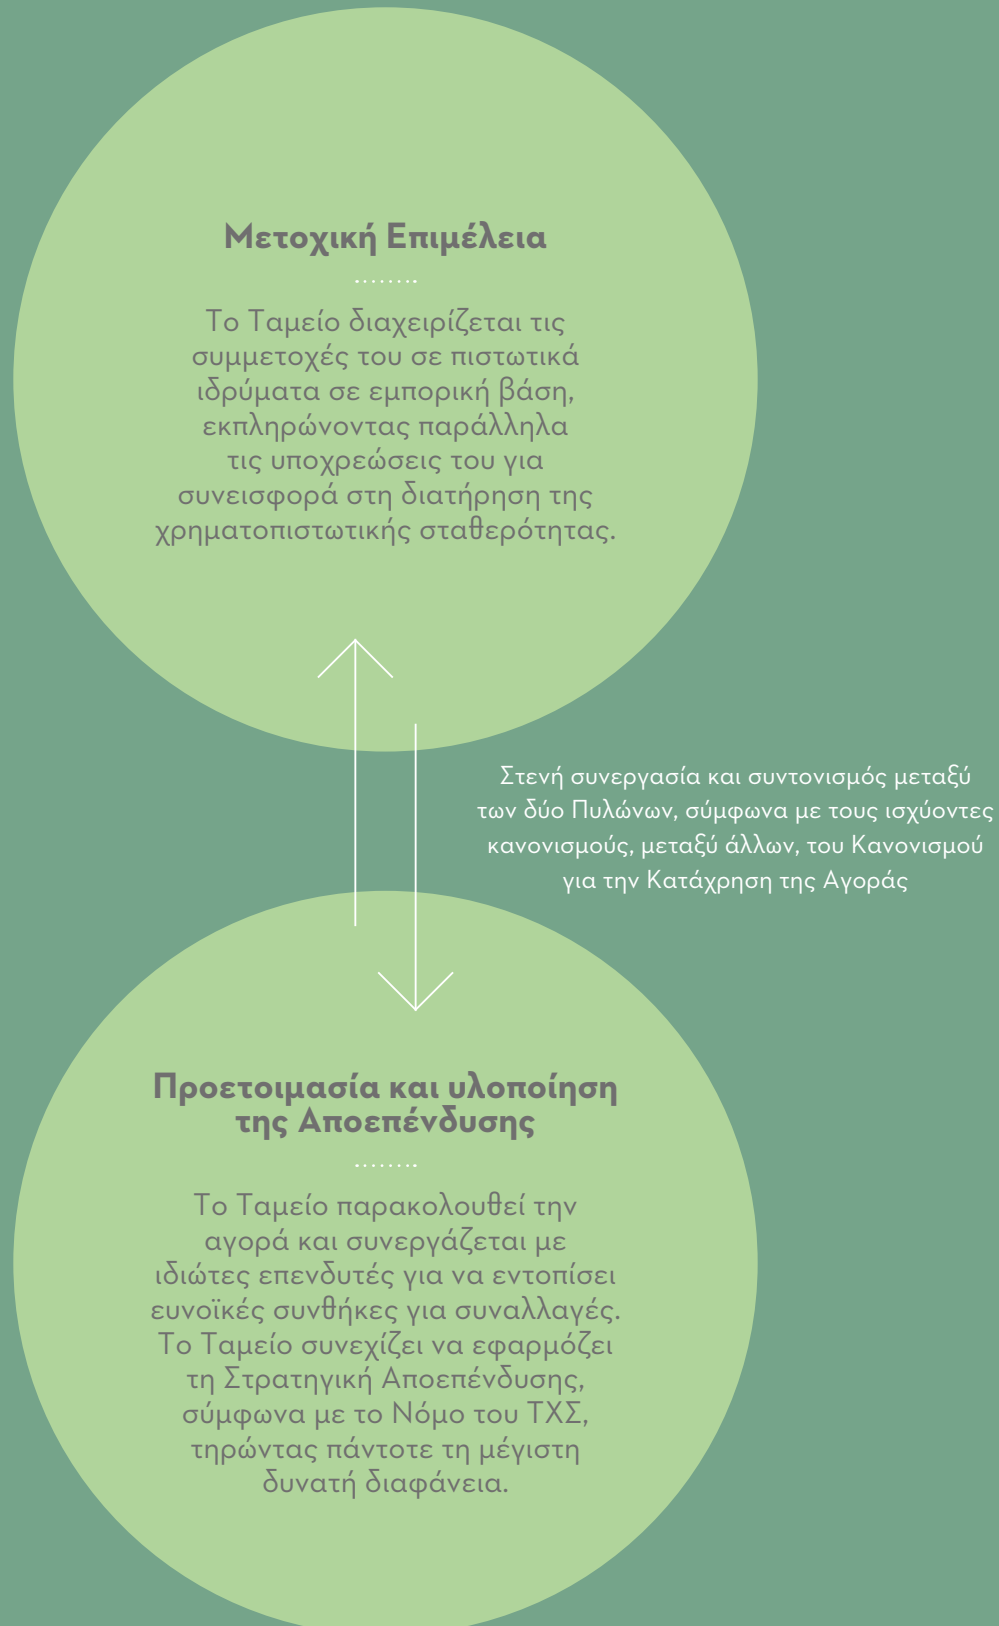 Μετοχική Επιμέλεια
Το Ταμείο διαχειρίζεται τις
συμμετοχές του σε πιστωτικά
ιδρύματα σε εμπορική βάση,
εκπληρώνοντας παράλληλα
τις υποχρεώσεις του για
συνεισφορά στη διατήρηση της
χρηματοπιστωτικής σταθερότητας.
Στενή συνεργασία και συντονισμός μεταξύ
των δύο Πυλώνων, σύμφωνα με τους ισχύοντες
κανονισμούς, μεταξύ άλλων, του Κανονισμού
για την Κατάχρηση της Αγοράς
Προετοιμασία και υλοποίηση
της Αποεπένδυσης
Το Ταμείο παρακολουθεί την
αγορά και συνεργάζεται με
ιδιώτες επενδυτές για να εντοπίσει
ευνοϊκές συνθήκες για συναλλαγές.
Το Ταμείο συνεχίζει να εφαρμόζει
τη Στρατηγική Αποεπένδυσης,
σύμφωνα με το Νόμο του ΤΧΣ,
τηρώντας πάντοτε τη μέγιστη
δυνατή διαφάνεια.